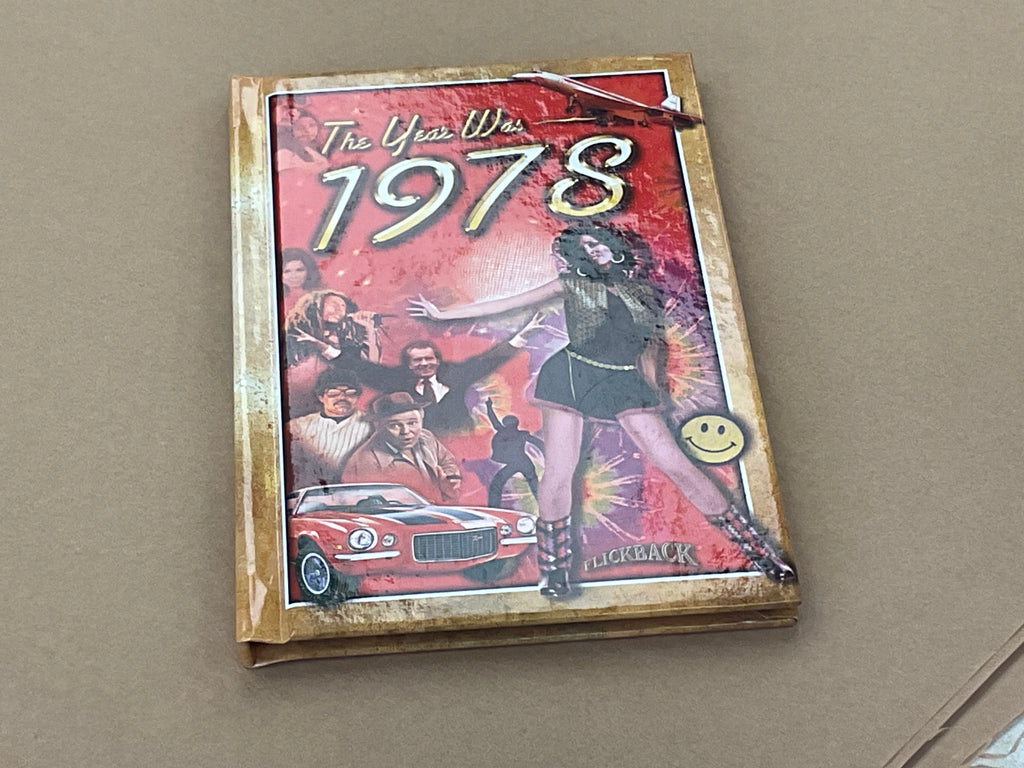 The Year Was
1978
FLICKBACK